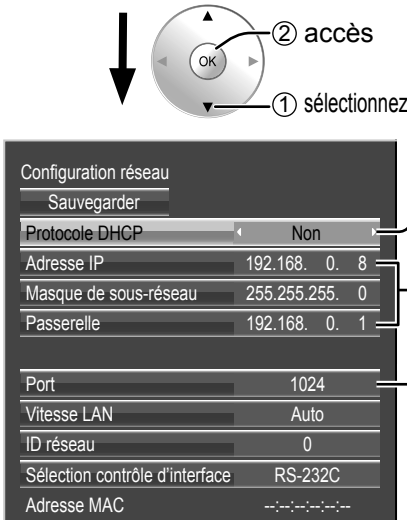 ② accès
OK
① sélectionnez
Configuration réseau
Sauvegarder
Protocole DHCP Non
Adresse IP 192.168. 0. 8
Masque de sous-réseau 255.255.255. 0
Passerelle 192.168. 0. 1
Port 1024
Vitesse LAN Auto
ID réseau 0
Sélection contrôle d'interface RS-232C
Adresse MAC --:--:--:--:--:--